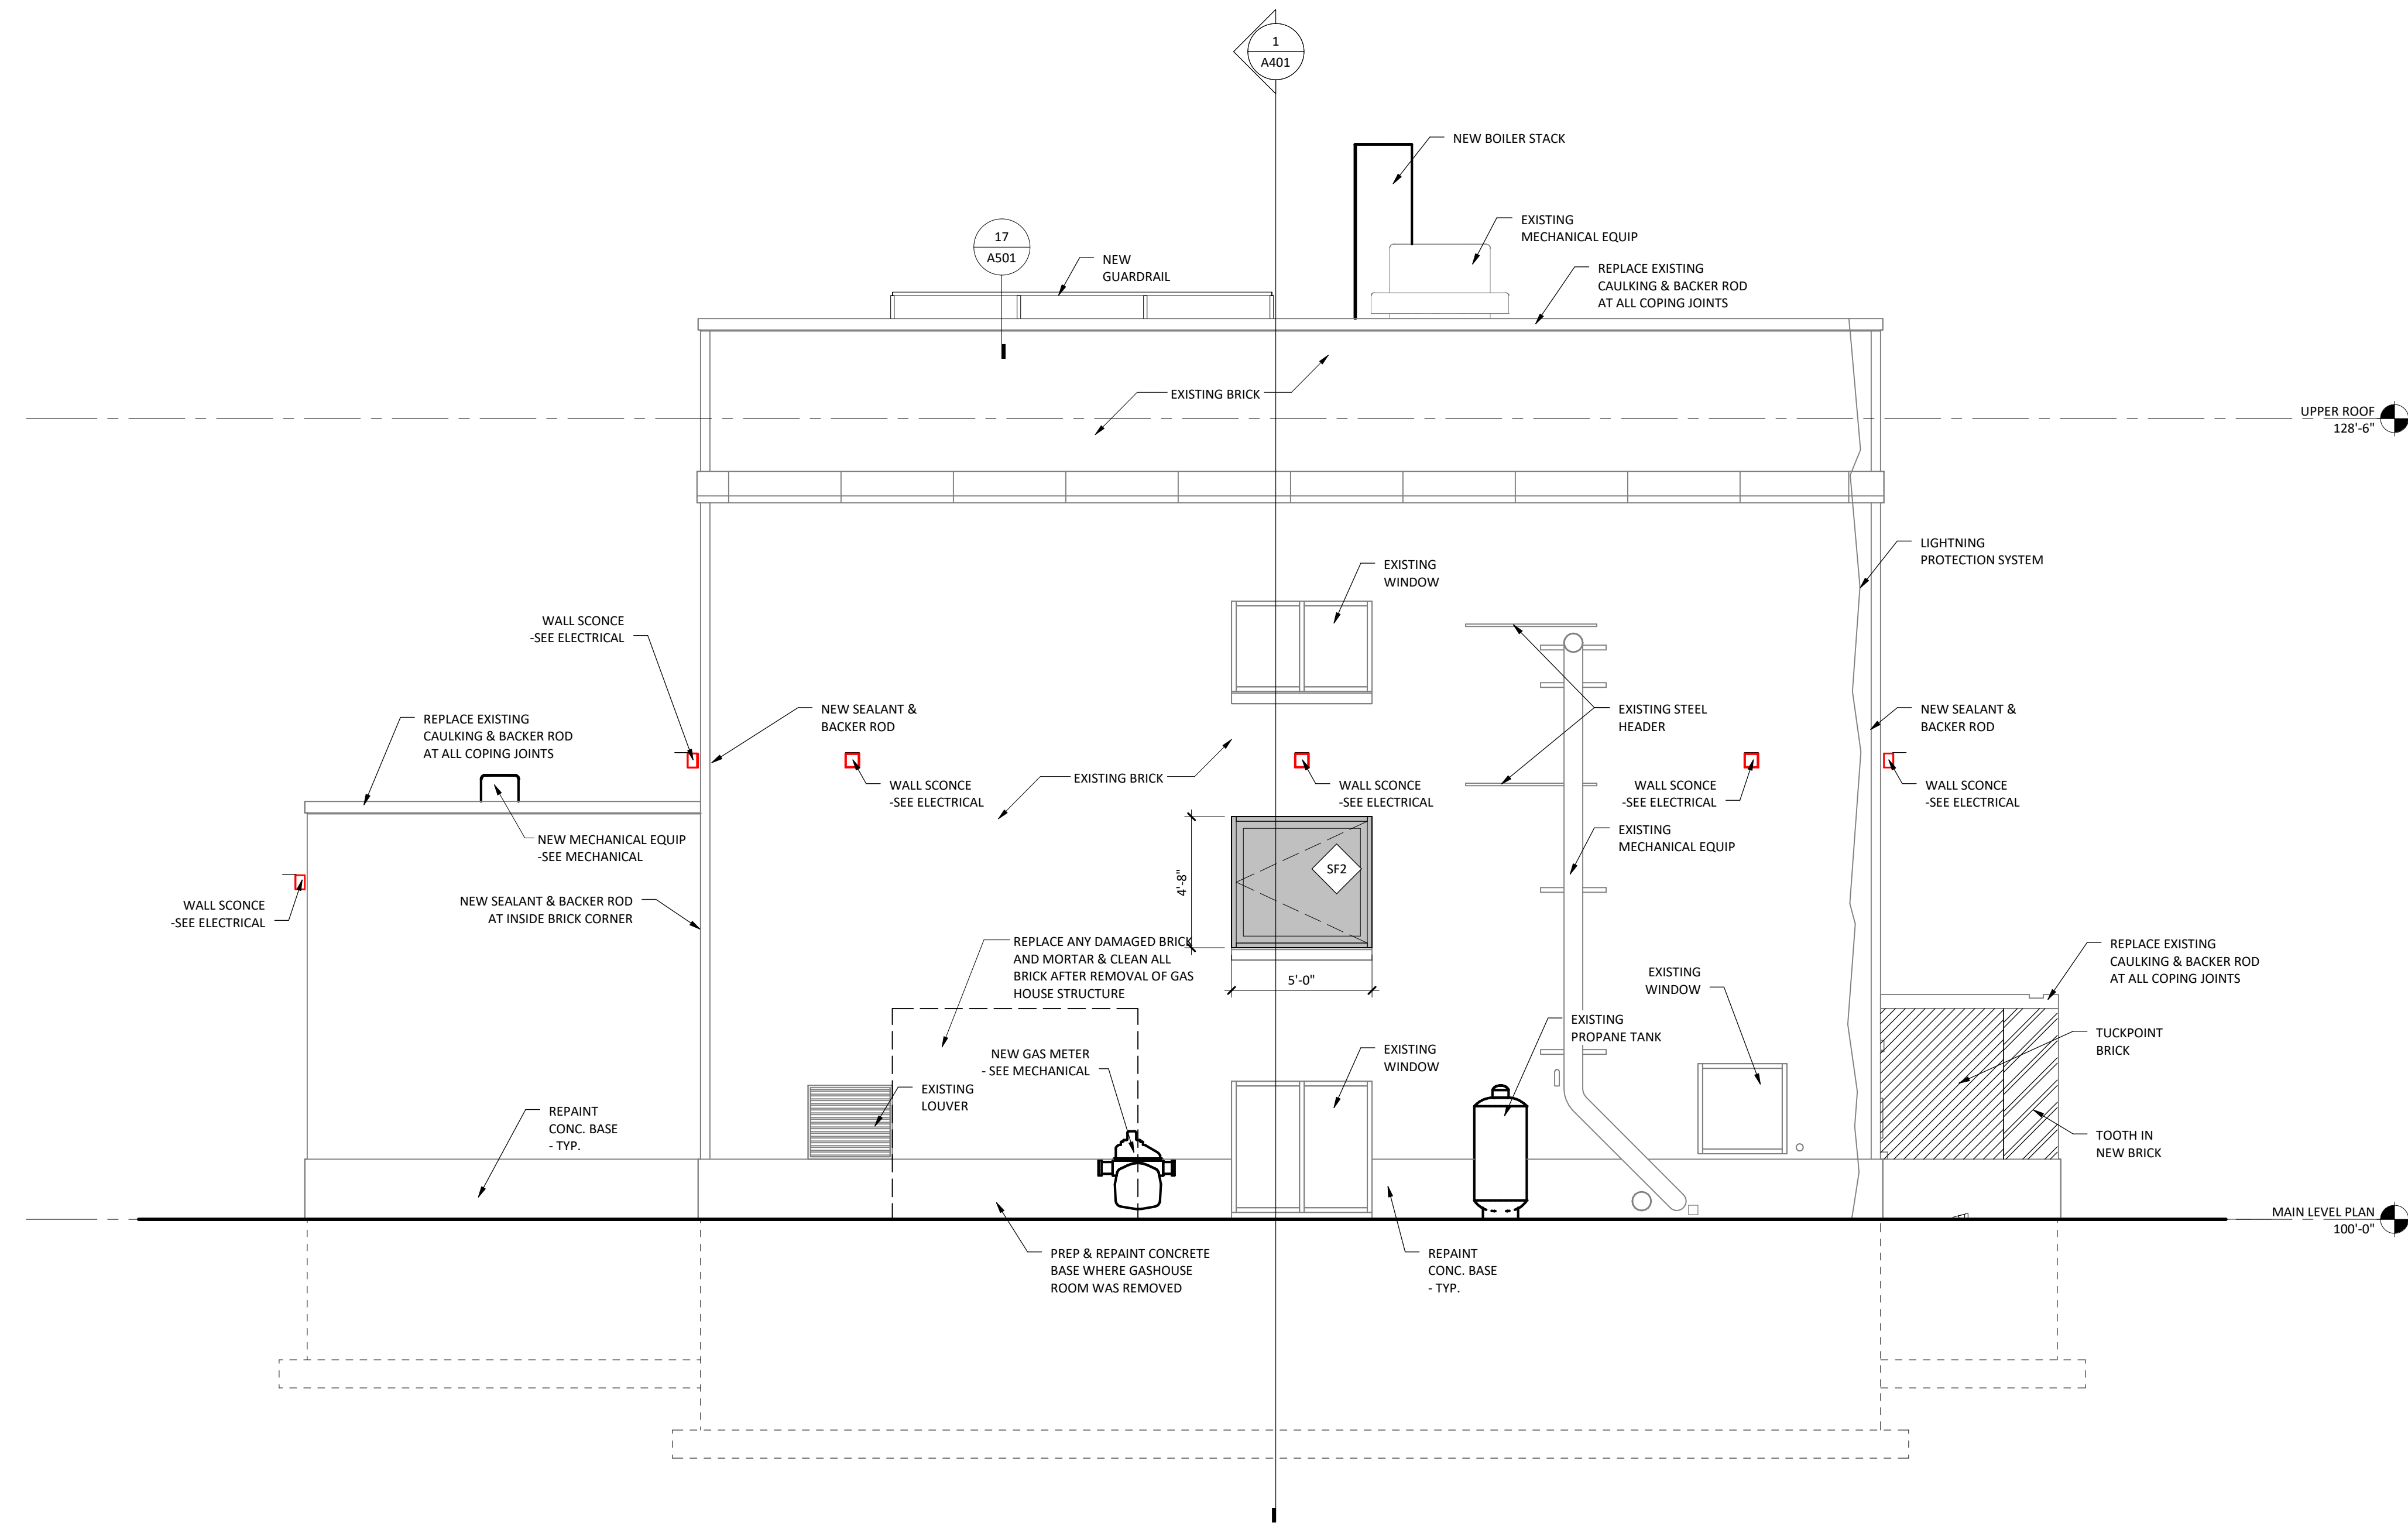 1
A401
NEW BOILER STACK
EXISTING
MECHANICAL EQUIP
17
A501
NEW
GUARDRAIL
REPLACE EXISTING
CAULKING & BACKER ROD
AT ALL COPING JOINTS
EXISTING BRICK
UPPER ROOF
128'-6"
LIGHTNING
PROTECTION SYSTEM
EXISTING
WINDOW
WALL SCONCE
-SEE ELECTRICAL
REPLACE EXISTING
CAULKING & BACKER ROD
AT ALL COPING JOINTS
NEW SEALANT &
BACKER ROD
EXISTING STEEL
HEADER
NEW SEALANT &
BACKER ROD
EXISTING BRICK
WALL SCONCE
-SEE ELECTRICAL
WALL SCONCE
-SEE ELECTRICAL
WALL SCONCE
-SEE ELECTRICAL
WALL SCONCE
-SEE ELECTRICAL
NEW MECHANICAL EQUIP
-SEE MECHANICAL
EXISTING
MECHANICAL EQUIP
SF2
4'-8"
WALL SCONCE
-SEE ELECTRICAL
NEW SEALANT & BACKER ROD
AT INSIDE BRICK CORNER
REPLACE ANY DAMAGED BRICK
AND MORTAR & CLEAN ALL
BRICK AFTER REMOVAL OF GAS
HOUSE STRUCTURE
5'-0"
EXISTING
WINDOW
REPLACE EXISTING
CAULKING & BACKER ROD
AT ALL COPING JOINTS
EXISTING
PROPANE TANK
TUCKPOINT
BRICK
NEW GAS METER
- SEE MECHANICAL
EXISTING
WINDOW
EXISTING
LOUVER
REPAINT
CONC. BASE
- TYP.
TOOTH IN
NEW BRICK
MAIN LEVEL PLAN
100'-0"
PREP & REPAINT CONCRETE
BASE WHERE GASHOUSE
ROOM WAS REMOVED
REPAINT
CONC. BASE
- TYP.